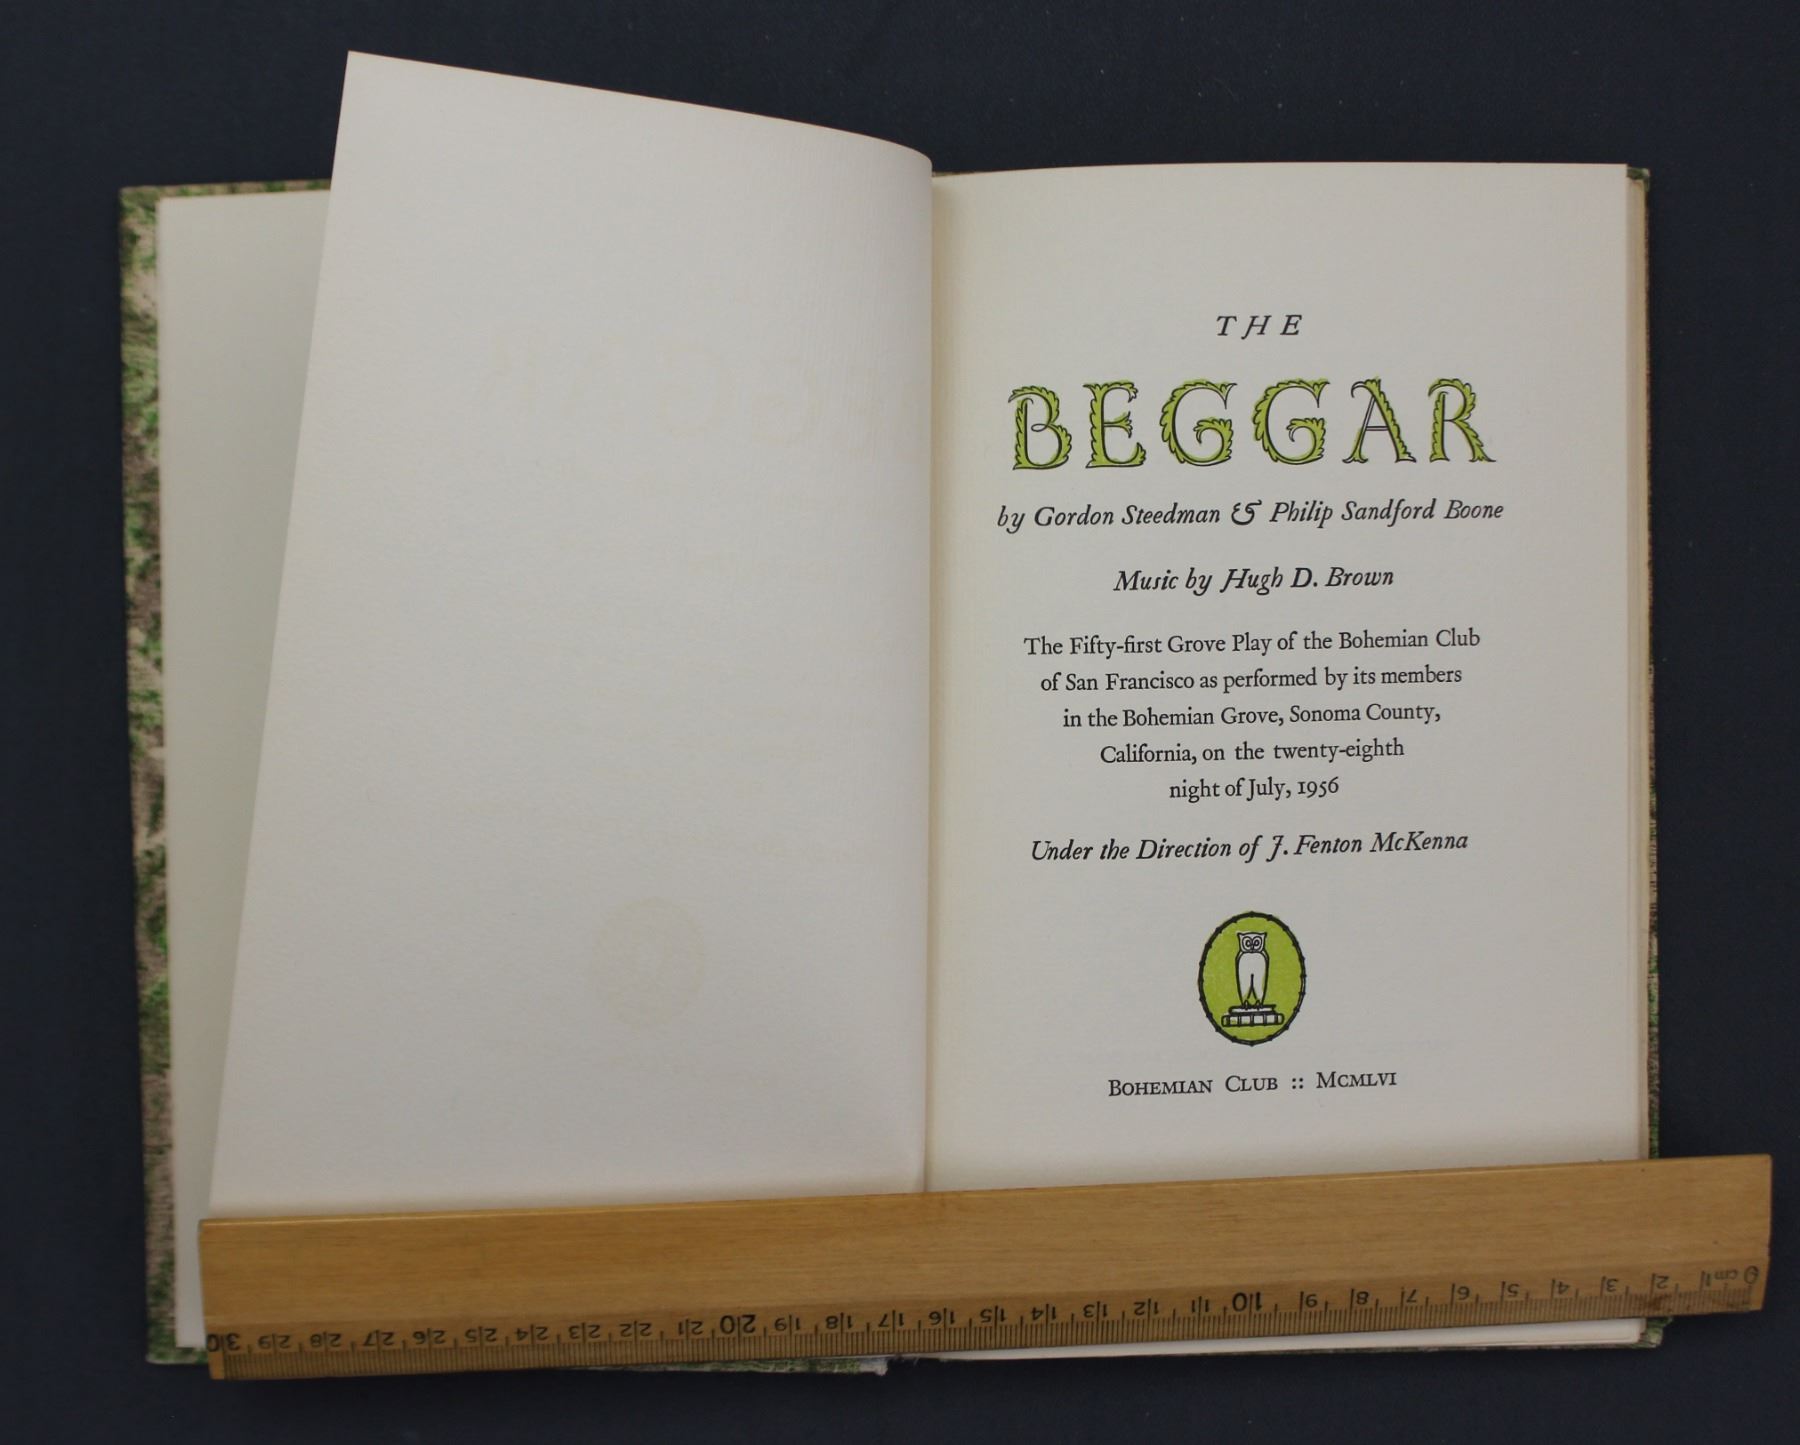 THE
BEGGAR
by Gordon Steedman & Philip Sandford Boone
Music by Hugh D. Brown
The Fifty-first Grove Play of the Bohemian Club
of San Francisco as performed by its members
in the Bohemian Grove, Sonoma County,
California, on the twenty-eighth
night of July, 1956
Under the Direction of J. Fenton McKenna
BOHEMIAN CLUB :: MCMLVI
30 29 28 27 26 25 24 23 22 21 20 19 18 17 16 15 14 13 12 11 10 9 8 7 6 5 4 3 2 1 cm 0